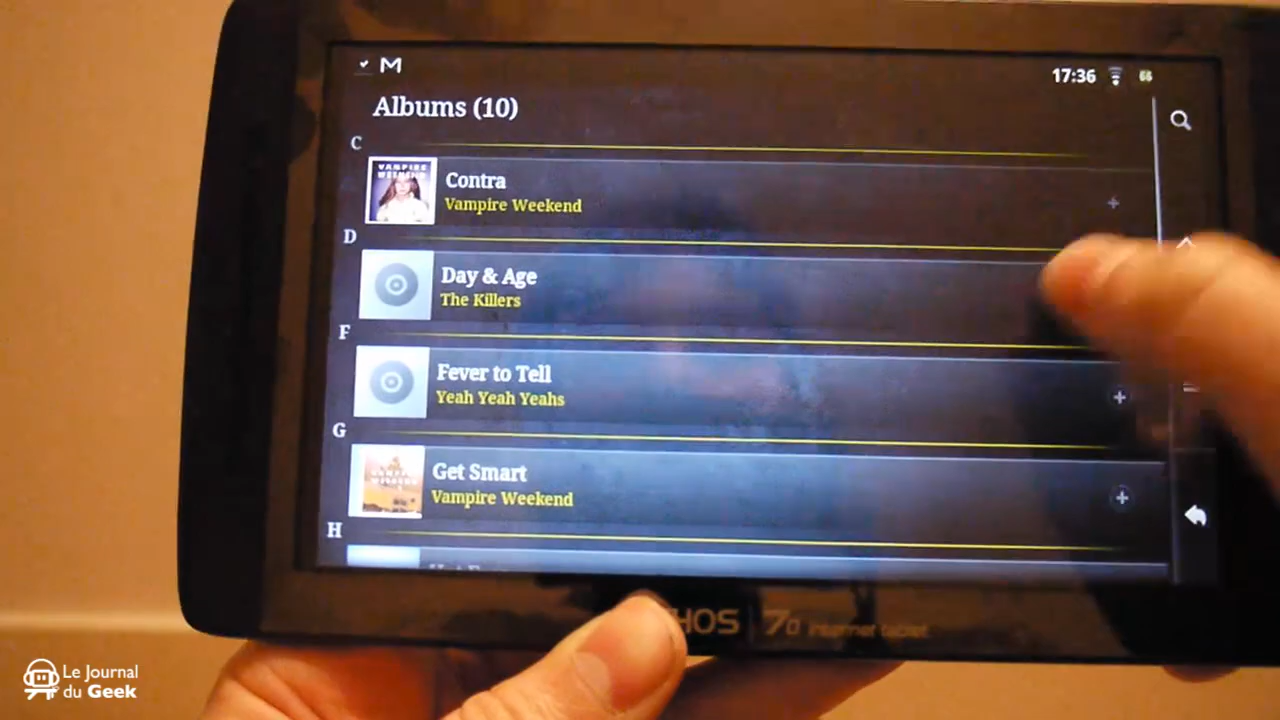 17:36
Albums (10)
C
VAMPIRE
WEEKEND
Contra
Vampire Weekend
D
Day & Age
The Killers
F
Fever to Tell
Yeah Yeah Yeahs
G
Get Smart
Vampire Weekend
H
HOS 70 internet tablet
Le Journal
du Geek